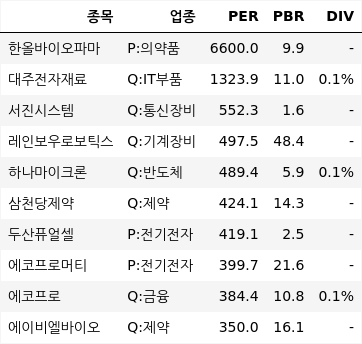 종목 업종 PER PBR DIV
한올바이오파마 P:의약품 6600.0 9.9 -
대주전자재료 Q:IT부품 1323.9 11.0 0.1%
서진시스템 Q:통신장비 552.3 1.6 -
레인보우로보틱스 Q:기계장비 497.5 48.4 -
하나마이크론 Q:반도체 489.4 5.9 0.1%
삼천당제약 Q:제약 424.1 14.3 -
두산퓨얼셀 P:전기전자 419.1 2.5 -
에코프로머티 P:전기전자 399.7 21.6 -
에코프로 Q:금융 384.4 10.8 0.1%
에이비엘바이오 Q:제약 350.0 16.1 -